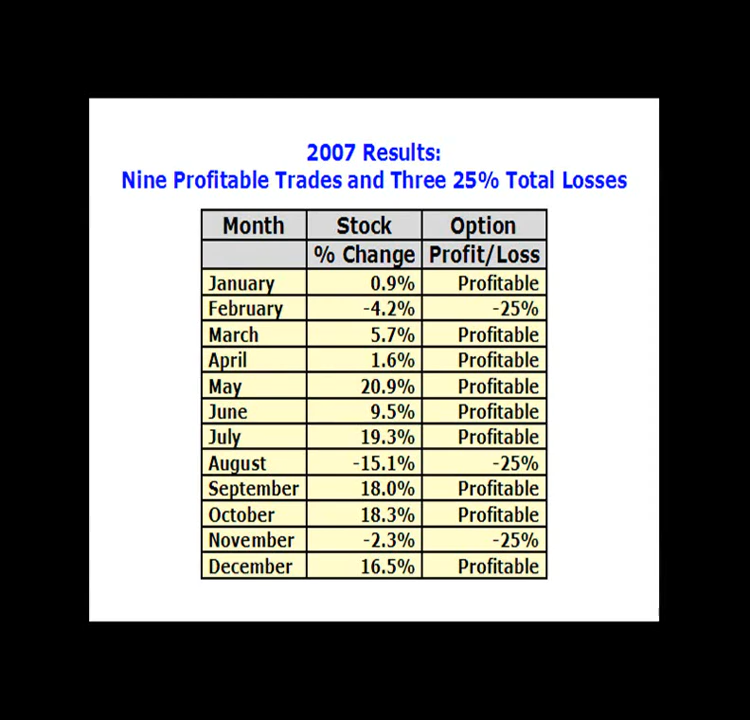 2007 Results:
Nine Profitable Trades and Three 25% Total Losses
Month Stock Option
% Change Profit/Loss
January 0.9% Profitable
February -4.2% -25%
March 5.7% Profitable
April 1.6% Profitable
May 20.9% Profitable
June 9.5% Profitable
July 19.3% Profitable
August -15.1% -25%
September 18.0% Profitable
October 18.3% Profitable
November -2.3% -25%
December 16.5% Profitable